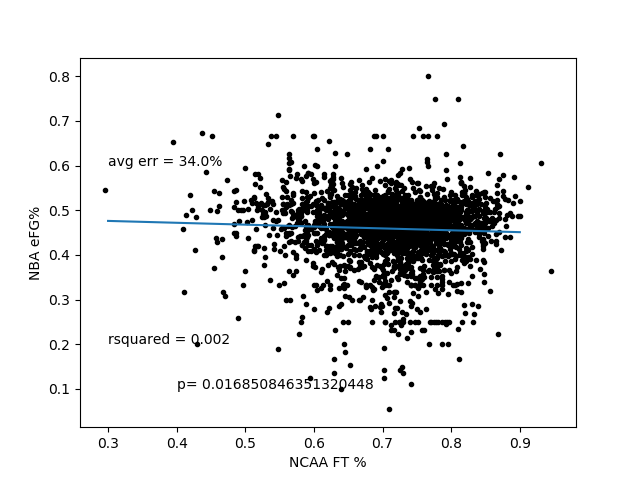 0.8
0.7
0.6
0.5
0.4
0.3
0.2
0.1
NBA eFG%
avg err = 34.0%
rsquared = 0.002
p= 0.016850846351320448
0.3 0.4 0.5 0.6 0.7 0.8 0.9
NCAA FT %